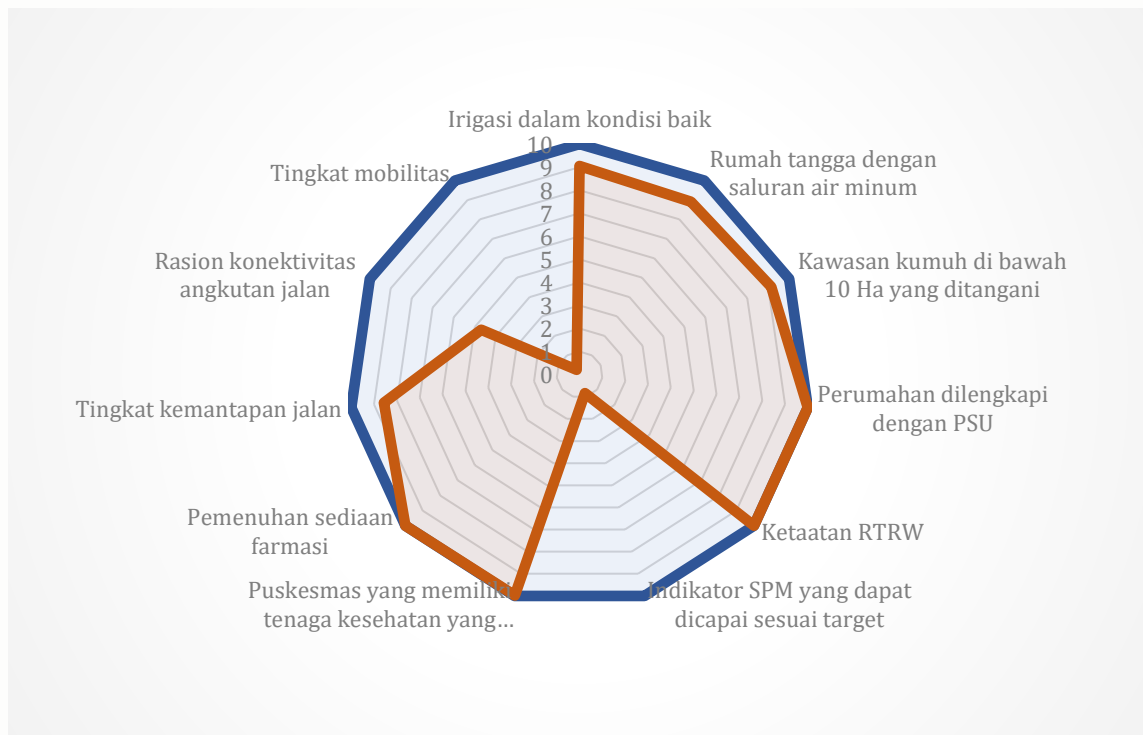 Irigasi dalam kondisi baik
Rumah tangga dengan
saluran air minum
Kawasan kumuh di bawah
10 Ha yang ditangani
Perumahan dilengkapi
dengan PSU
Ketaatan RTRW
Indikator SPM yang dapat
dicapai sesuai target
Puskesmas yang memiliki
tenaga kesehatan yang...
Pemenuhan sediaan
farmasi
Tingkat kemantapan jalan
Rasion konektivitas
angkutan jalan
Tingkat mobilitas
10
9
8
7
6
5
4
3
2
1
0